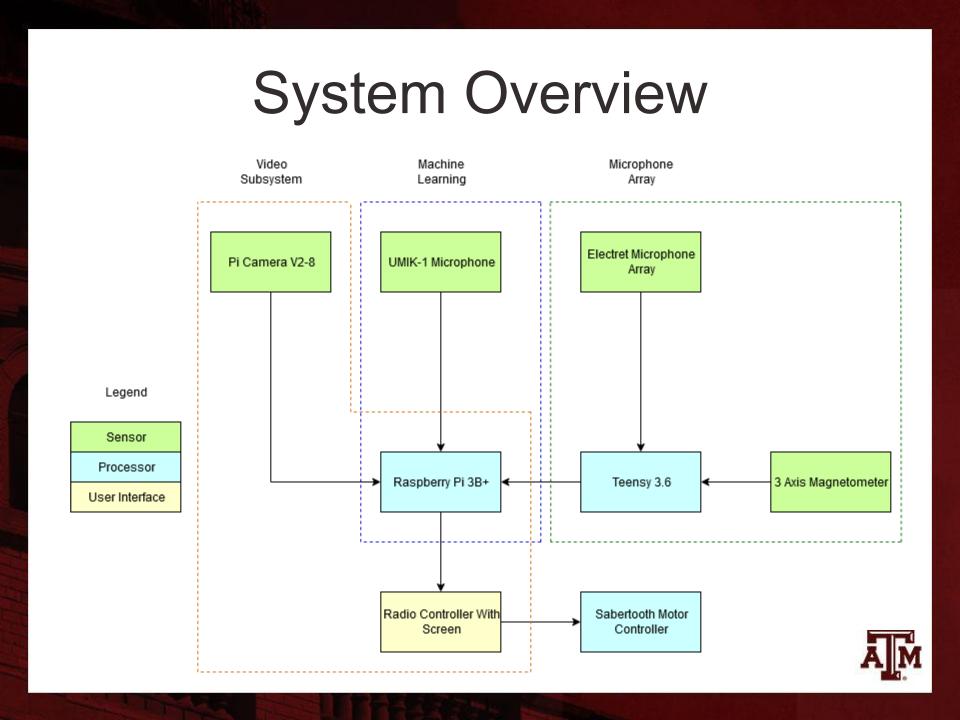 System Overview
Video
Subsystem
Machine
Learning
Microphone
Array
Pi Camera V2-8
UMIK-1 Microphone
Electret Microphone
Array
Legend
Sensor
Processor
User Interface
Raspberry Pi 3B+
Teensy 3.6
3 Axis Magnetometer
Radio Controller With
Screen
Sabertooth Motor
Controller
ATM